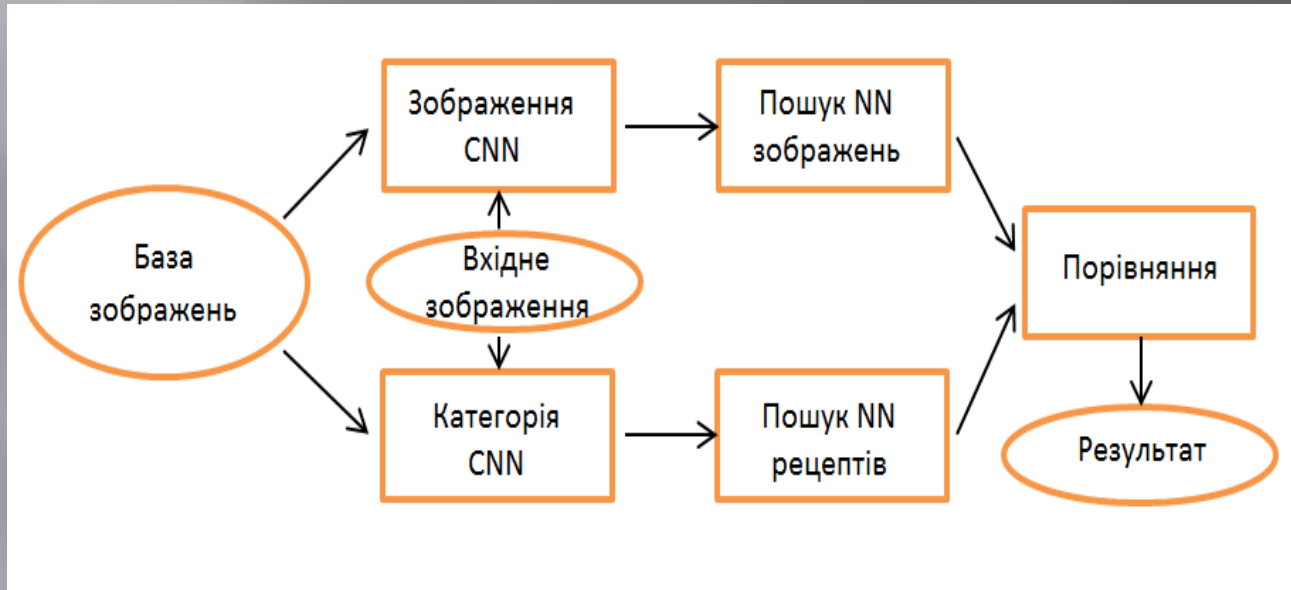 База
зображень
Зображення
CNN
Вхідне
зображення
Категорія
CNN
Пошук NN
зображень
Пошук NN
рецептів
Порівняння
Результат